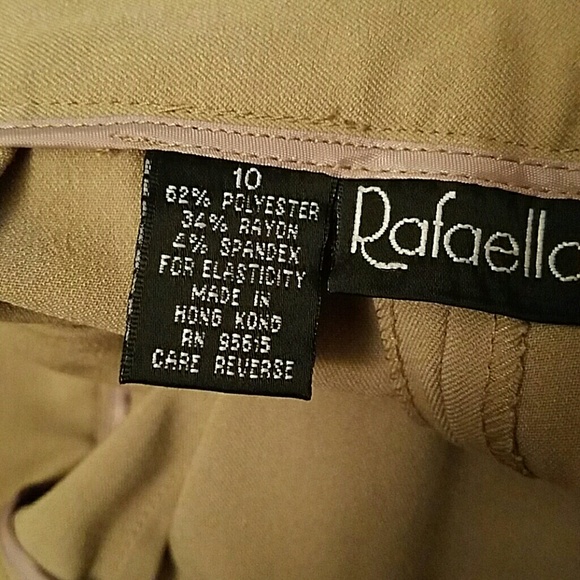 10
62% POLYESTER
34% RAYON
4% SPANDEX
FOR ELASTICITY
MADE IN
HONG KONG
RN 95615
CARE REVERSE
Rafaella